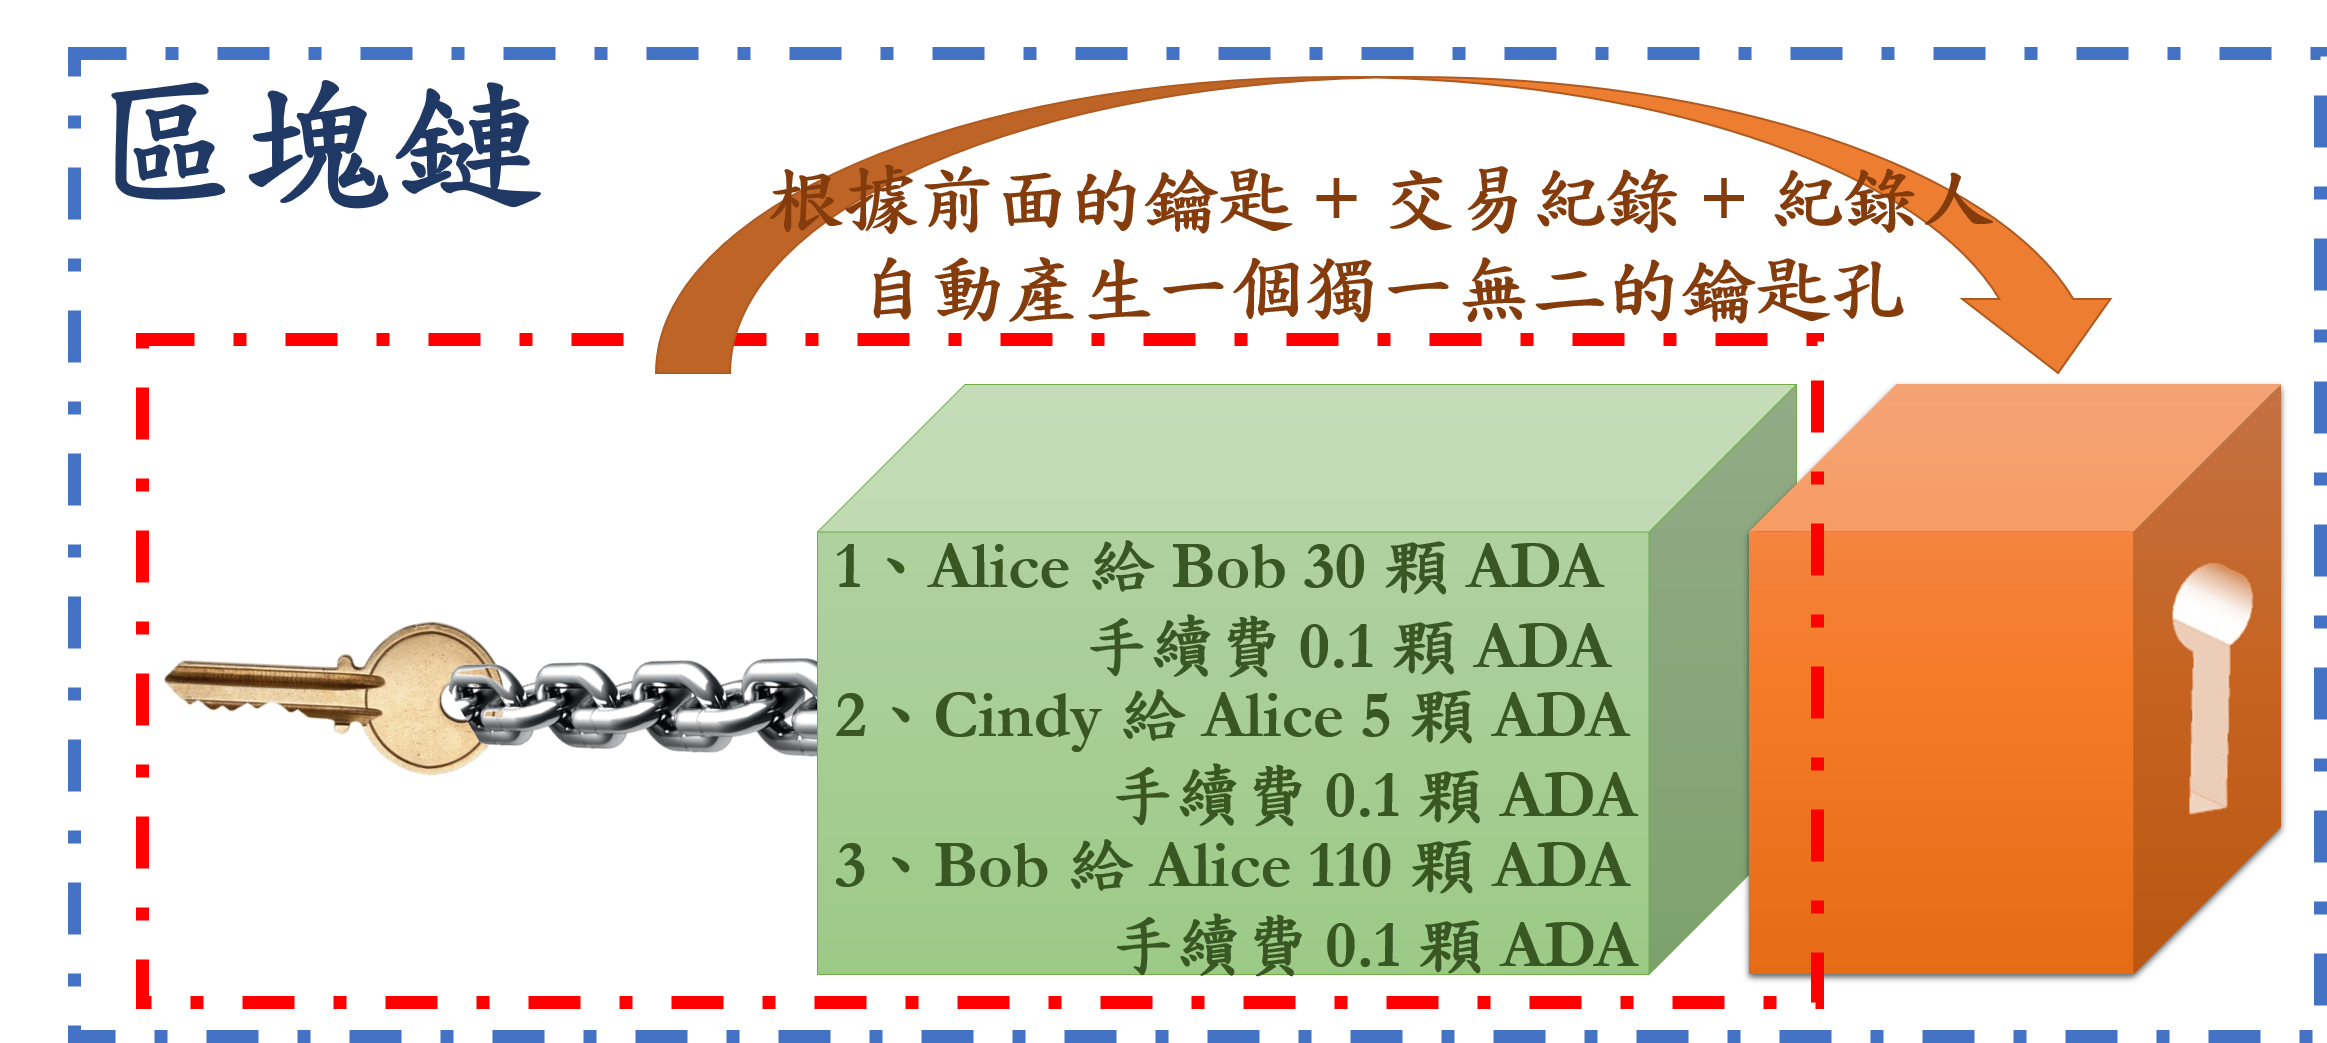 區塊鏈
根據前面的鑰匙 + 交易紀錄 + 紀錄人
自動產生一個獨一無二的鑰匙孔
1、Alice 給 Bob 30 顆 ADA
手續費 0.1 顆 ADA
2、Cindy 給 Alice 5 顆 ADA
手續費 0.1 顆 ADA
3、Bob 給 Alice 110 顆 ADA
手續費 0.1 顆 ADA